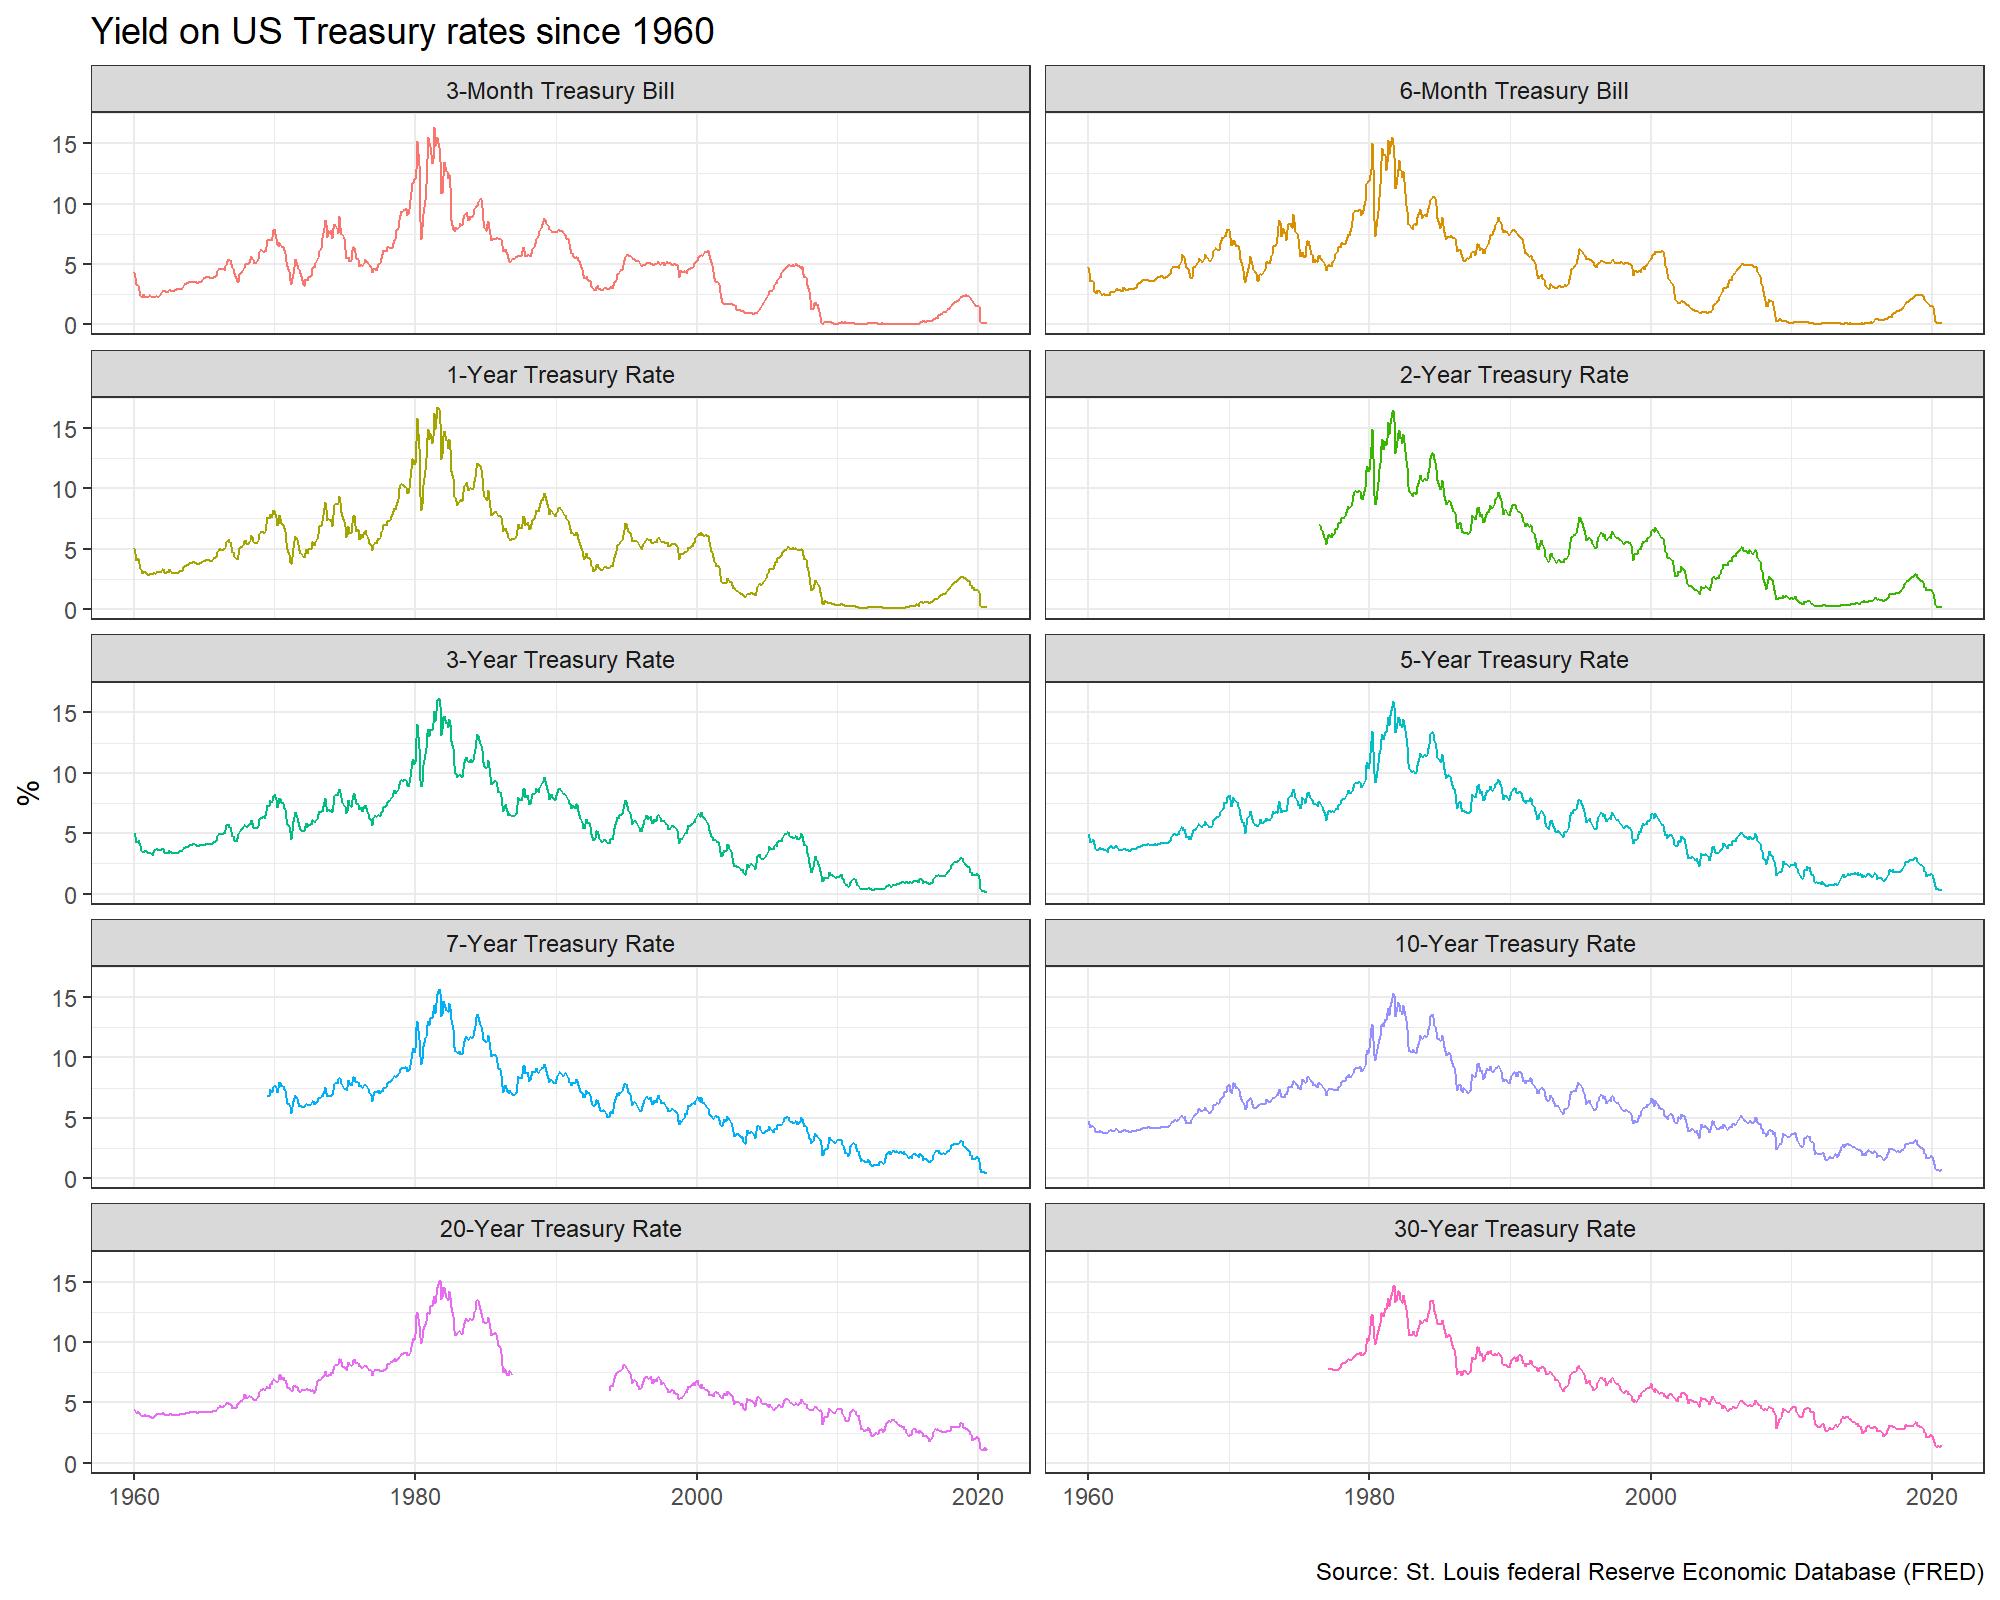 Yield on US Treasury rates since 1960
3-Month Treasury Bill
6-Month Treasury Bill
15
10
5
0
1-Year Treasury Rate
2-Year Treasury Rate
15
10
5
0
3-Year Treasury Rate
5-Year Treasury Rate
15
10
5
0
%
7-Year Treasury Rate
10-Year Treasury Rate
15
10
5
0
20-Year Treasury Rate
30-Year Treasury Rate
15
10
5
0
1960 1980 2000 2020 1960 1980 2000 2020
Source: St. Louis federal Reserve Economic Database (FRED)